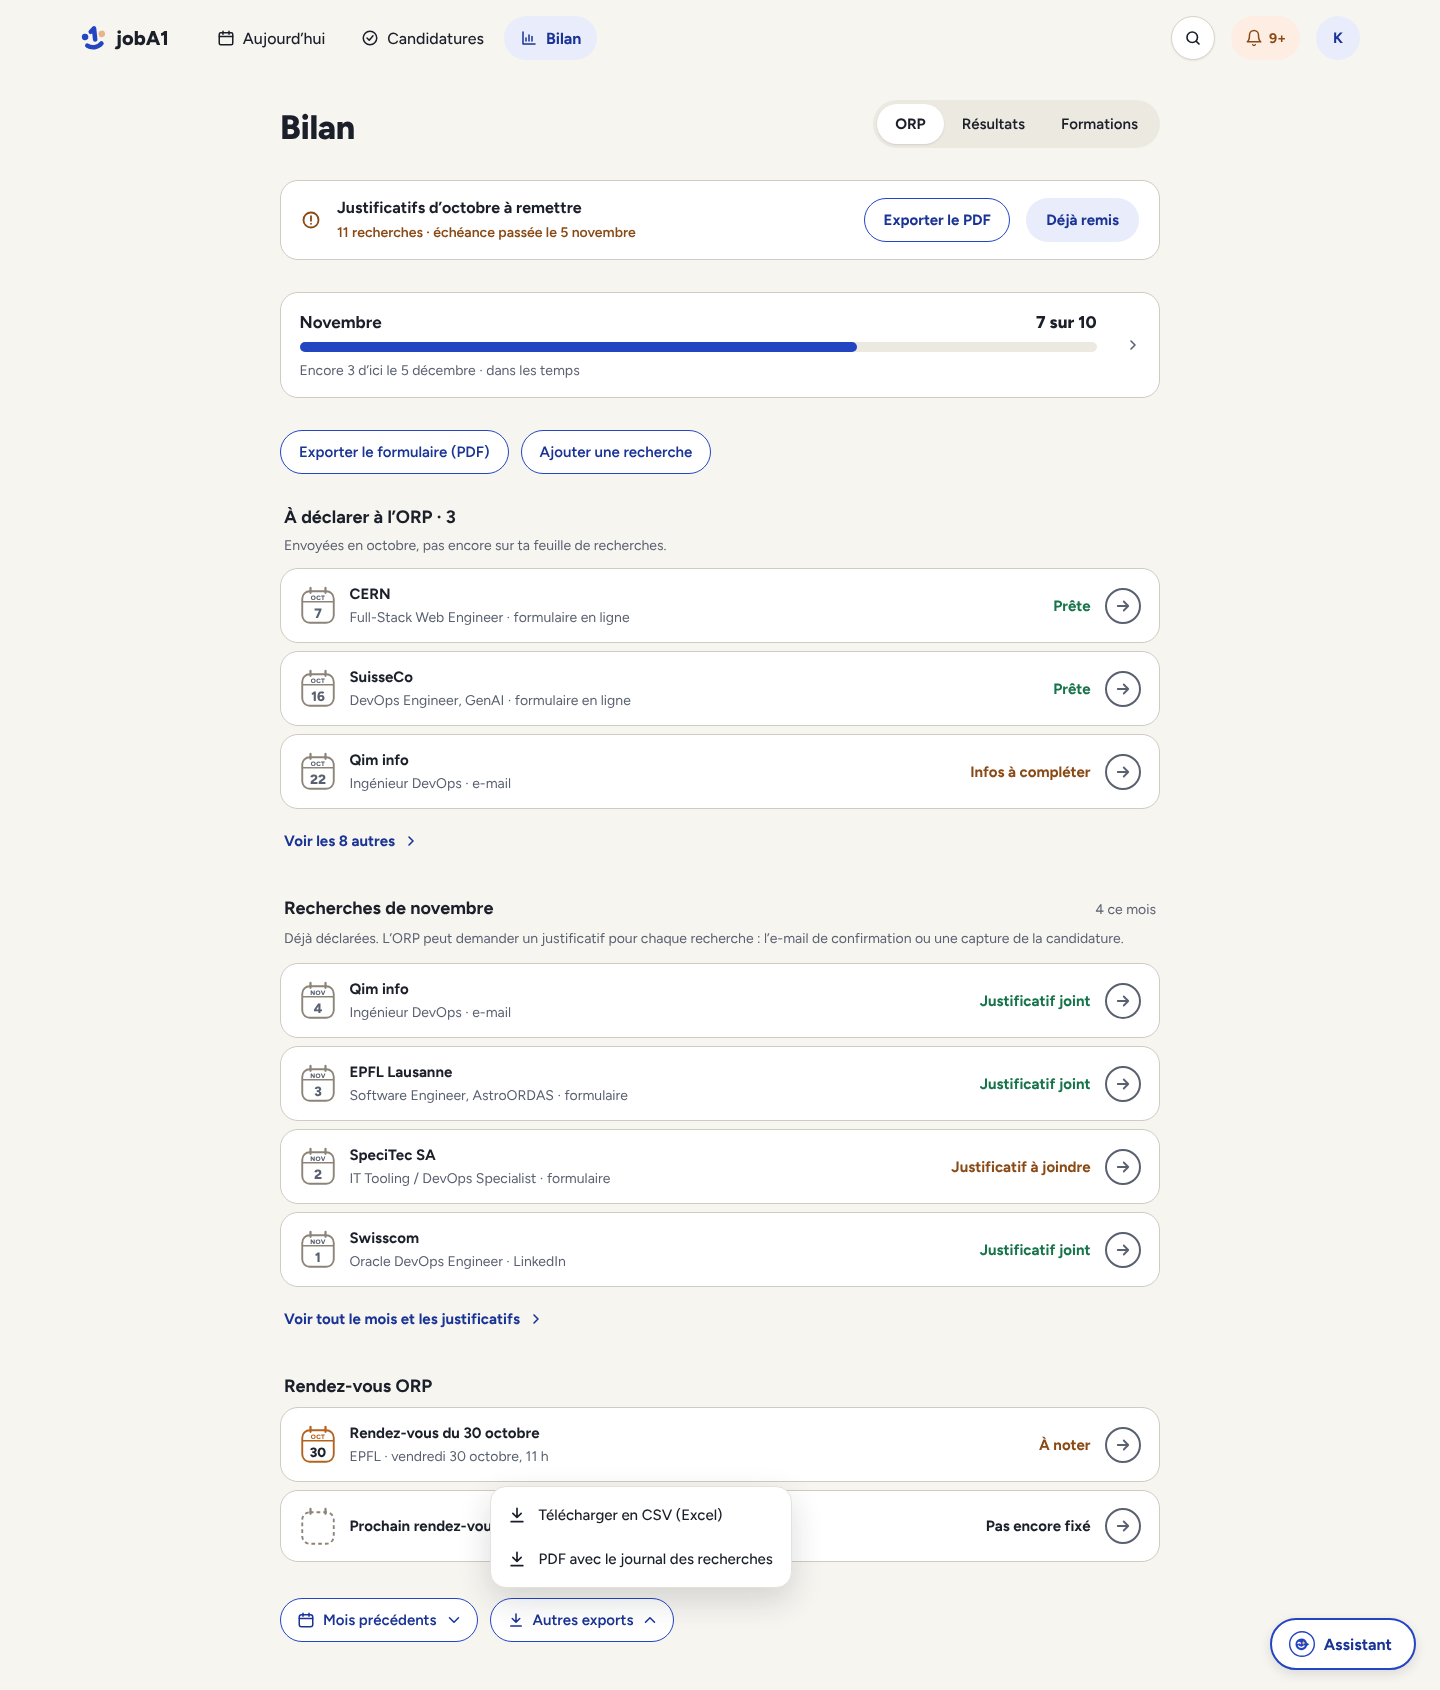 jobA1
Aujourd’hui
Candidatures
Bilan
9+
K
Bilan
ORP
Résultats
Formations
Justificatifs d’octobre à remettre
11 recherches · échéance passée le 5 novembre
Exporter le PDF
Déjà remis
Novembre
7 sur 10
Encore 3 d’ici le 5 décembre · dans les temps
Exporter le formulaire (PDF)
Ajouter une recherche
À déclarer à l’ORP · 3
Envoyées en octobre, pas encore sur ta feuille de recherches.
OCT
7
CERN
Full-Stack Web Engineer · formulaire en ligne
Prête
OCT
16
SuisseCo
DevOps Engineer, GenAI · formulaire en ligne
Prête
OCT
22
Qim info
Ingénieur DevOps · e-mail
Infos à compléter
Voir les 8 autres
Recherches de novembre
4 ce mois
Déjà déclarées. L’ORP peut demander un justificatif pour chaque recherche : l’e-mail de confirmation ou une capture de la candidature.
NOV
4
Qim info
Ingénieur DevOps · e-mail
Justificatif joint
NOV
3
EPFL Lausanne
Software Engineer, AstroORDAS · formulaire
Justificatif joint
NOV
2
SpeciTec SA
IT Tooling / DevOps Specialist · formulaire
Justificatif à joindre
NOV
1
Swisscom
Oracle DevOps Engineer · LinkedIn
Justificatif joint
Voir tout le mois et les justificatifs
Rendez-vous ORP
OCT
30
Rendez-vous du 30 octobre
EPFL · vendredi 30 octobre, 11 h
À noter
Prochain rendez-vou
Pas encore fixé
Télécharger en CSV (Excel)
PDF avec le journal des recherches
Mois précédents
Autres exports
Assistant